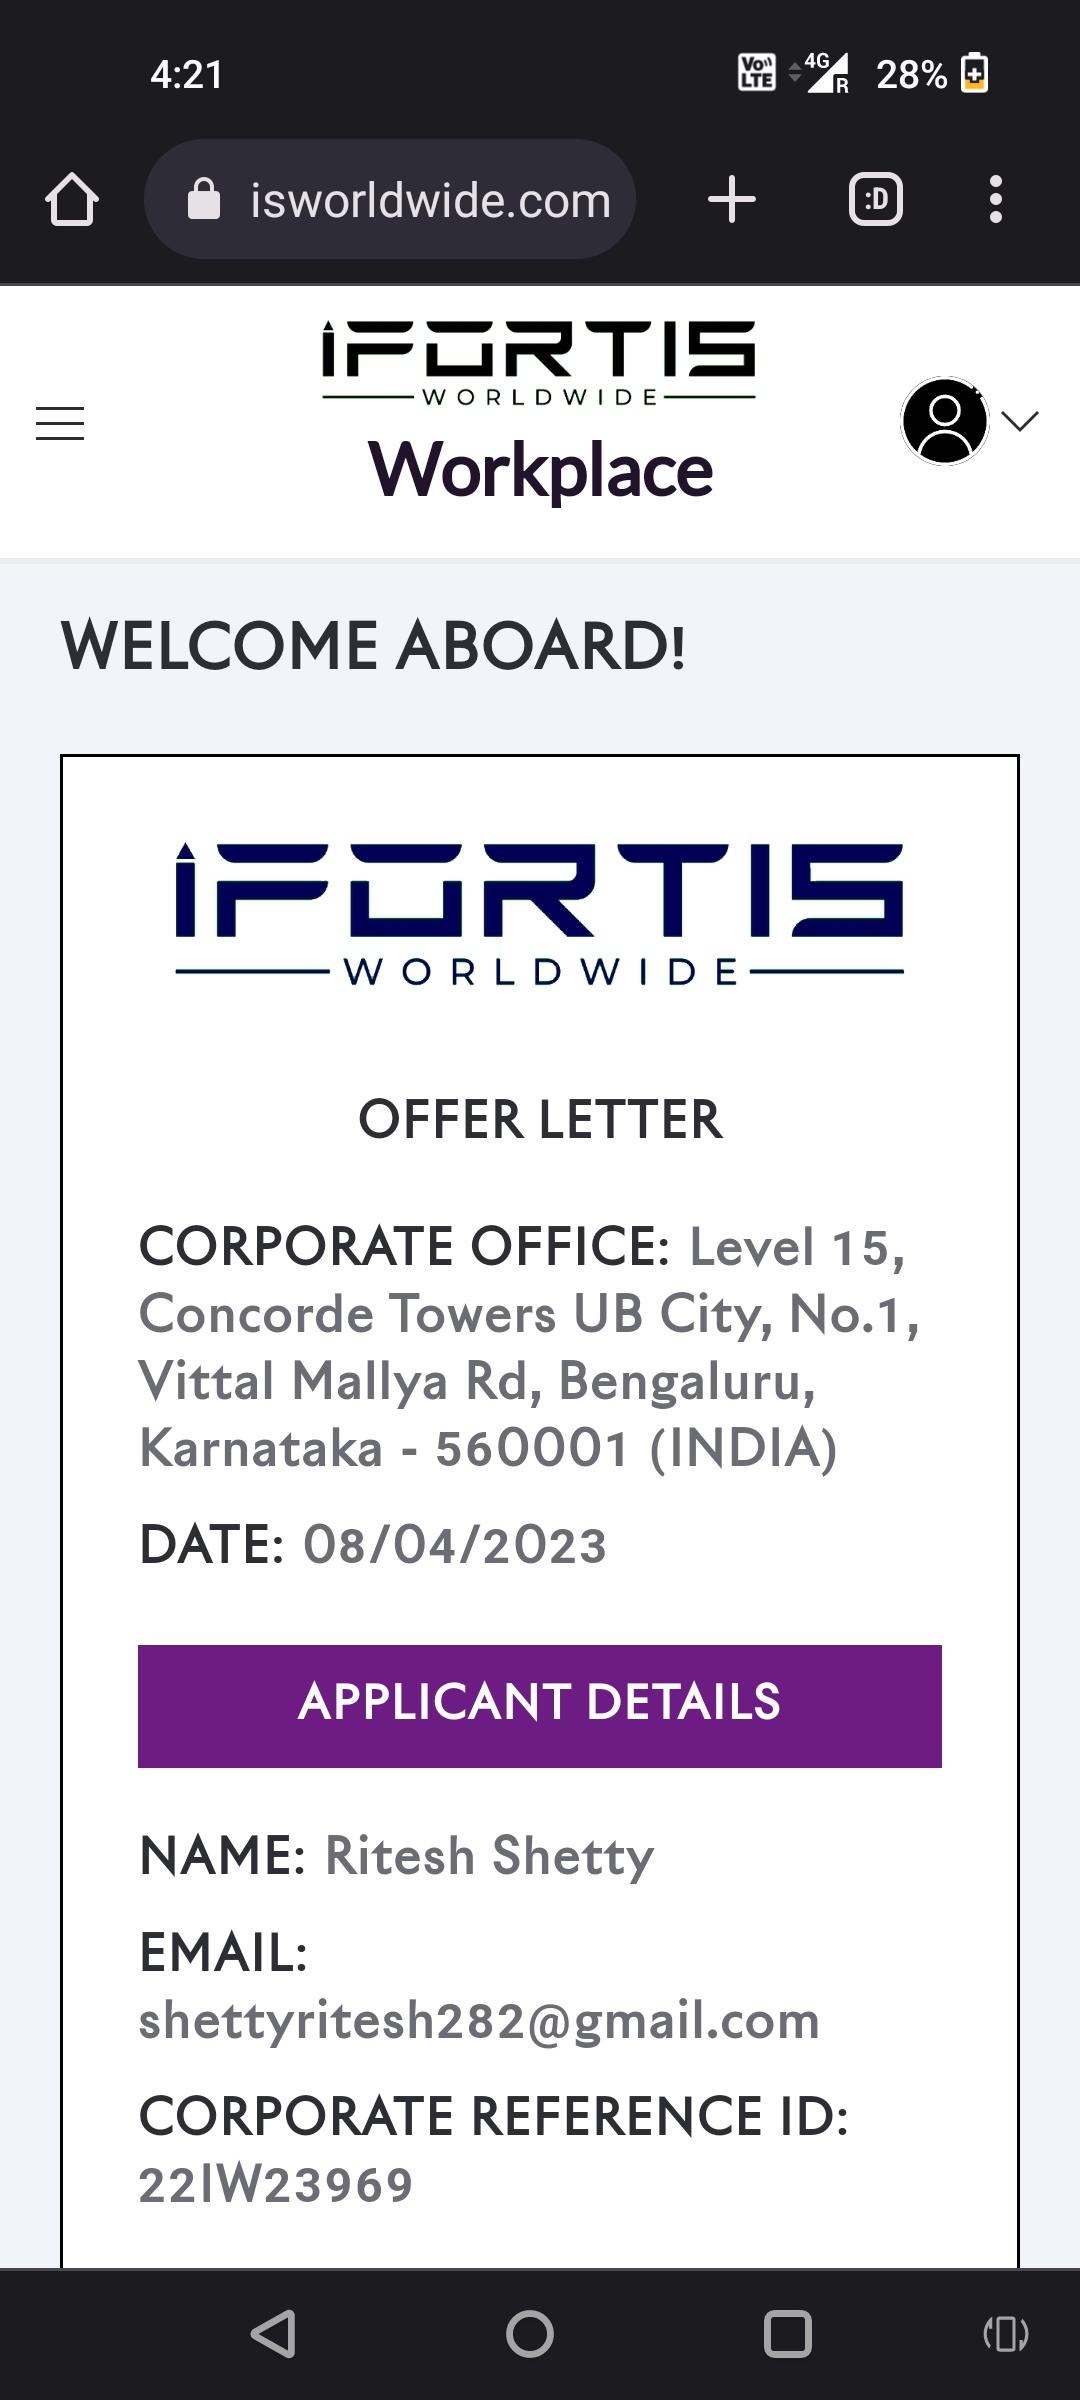 4:21
Vo)) LTE 4G R 28%
isworldwide.com
:D
iFORTIS
WORLDWIDE
Workplace
WELCOME ABOARD!
iFORTIS
WORLDWIDE
OFFER LETTER
CORPORATE OFFICE: Level 15,
Concorde Towers UB City, No.1,
Vittal Mallya Rd, Bengaluru,
Karnataka - 560001 (INDIA)
DATE: 08/04/2023
APPLICANT DETAILS
NAME: Ritesh Shetty
EMAIL:
shettyritesh282@gmail.com
CORPORATE REFERENCE ID:
22IW23969